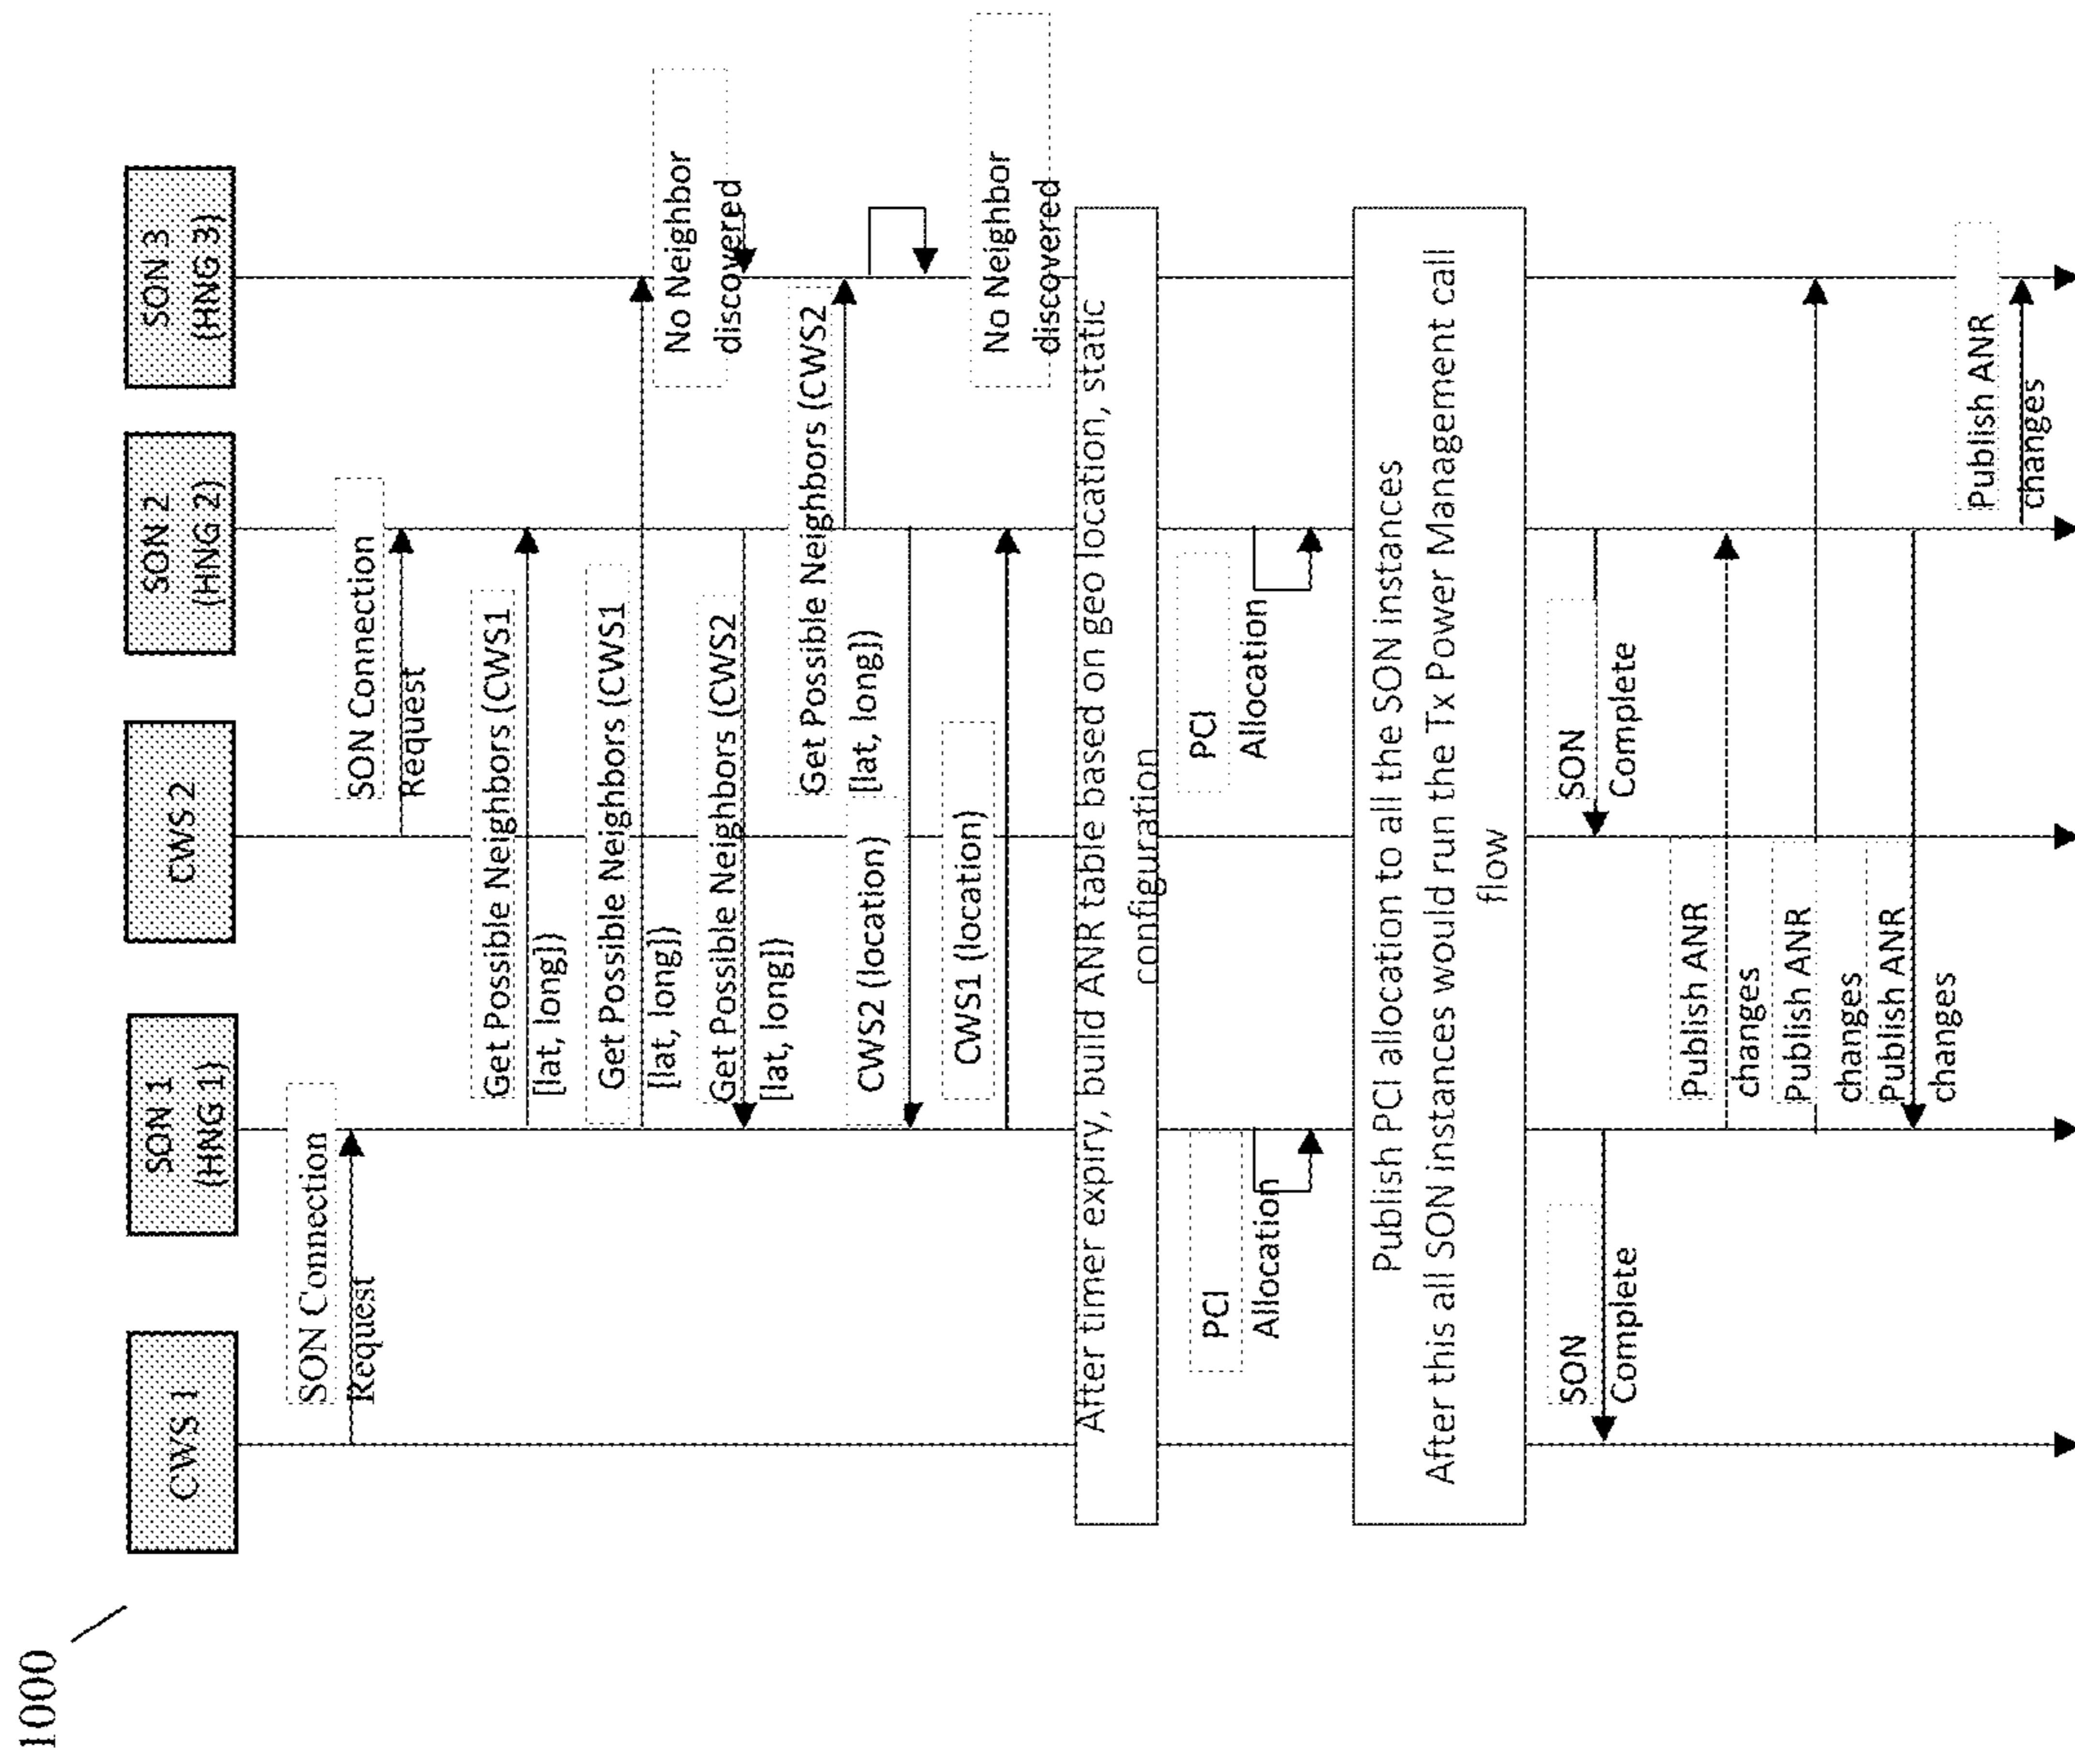 1000
CWS 1
SON 1
(HNG 1)
CWS 2
SON 2
(HNG 2)
SON 3
(HNG 3)
SON Connection
Request
SON Connection
Request
Get Possible Neighbors (CWS1
[lat, long])
Get Possible Neighbors (CWS1
[lat, long])
No Neighbor
discovered
Get Possible Neighbors (CWS2
[lat, long])
Get Possible Neighbors (CWS2
[lat, long])
CWS2 (location)
CWS1 (location)
No Neighbor
discovered
After timer expiry, build ANR table based on geo location, static
configuration
PCI
Allocation
PCI
Allocation
Publish PCI allocation to all the SON instances
After this all SON instances would run the Tx Power Management call
flow
SON
Complete
SON
Complete
Publish ANR
changes
Publish ANR
changes
Publish ANR
changes
Publish ANR
changes